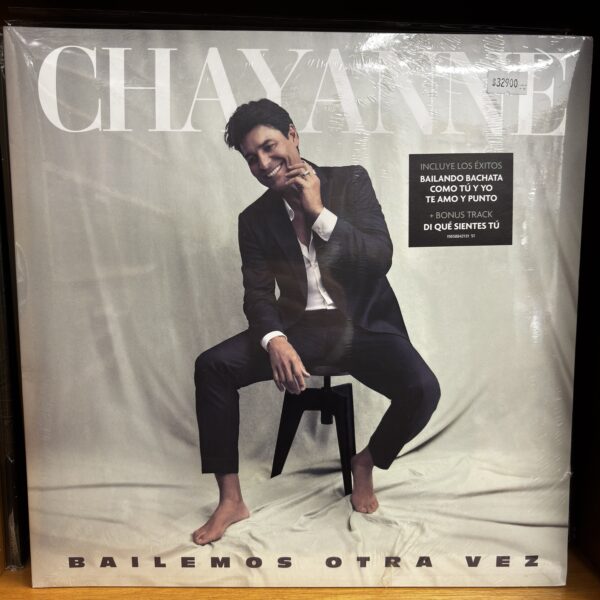 CHAYANNE
$32900
INCLUYE LOS ÉXITOS
BAILANDO BACHATA
COMO TÚ Y YO
TE AMO Y PUNTO
+ BONUS TRACK
DI QUÉ SIENTES TÚ
BAILEMOS OTRA VEZ